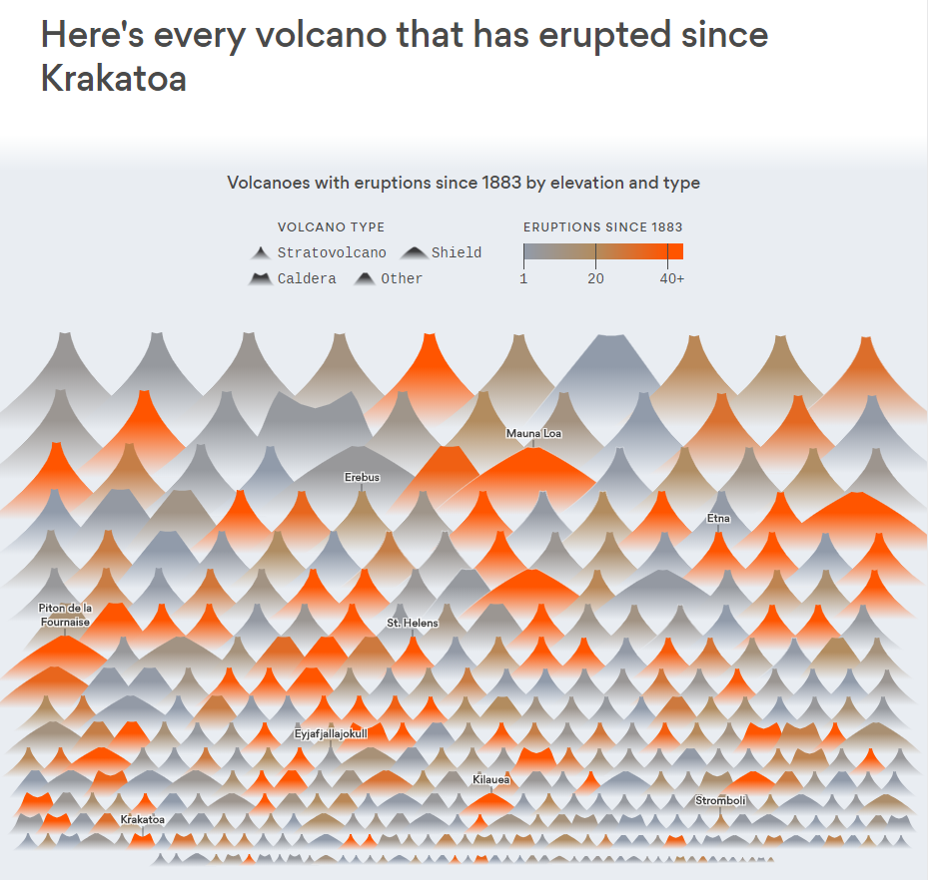 Here's every volcano that has erupted since
Krakatoa
Volcanoes with eruptions since 1883 by elevation and type
VOLCANO TYPE
Stratovolcano
Shield
Caldera
Other
ERUPTIONS SINCE 1883
1
20
40+
Mauna Loa
Erebus
Etna
Piton de la
Fournaise
St. Helens
Eyjafjallajokull
Kilauea
Stromboli
Krakatoa